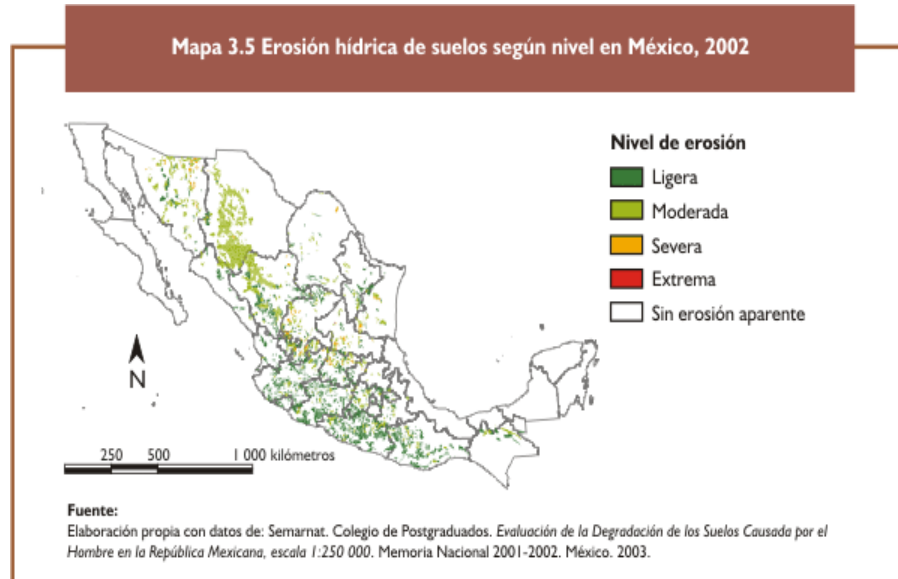 Mapa 3.5 Erosión hídrica de suelos según nivel en México, 2002
Nivel de erosión
Ligera
Moderada
Severa
Extrema
Sin erosión aparente
N
250 500 1 000 kilómetros
Fuente:
Elaboración propia con datos de: Semarnat. Colegio de Postgraduados. Evaluación de la Degradación de los Suelos Causada por el
Hombre en la República Mexicana, escala 1:250 000. Memoria Nacional 2001-2002. México. 2003.